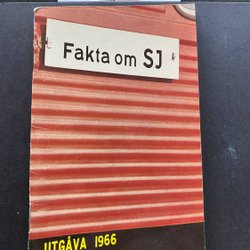 Fakta om SJ
UTGÅVA 1966